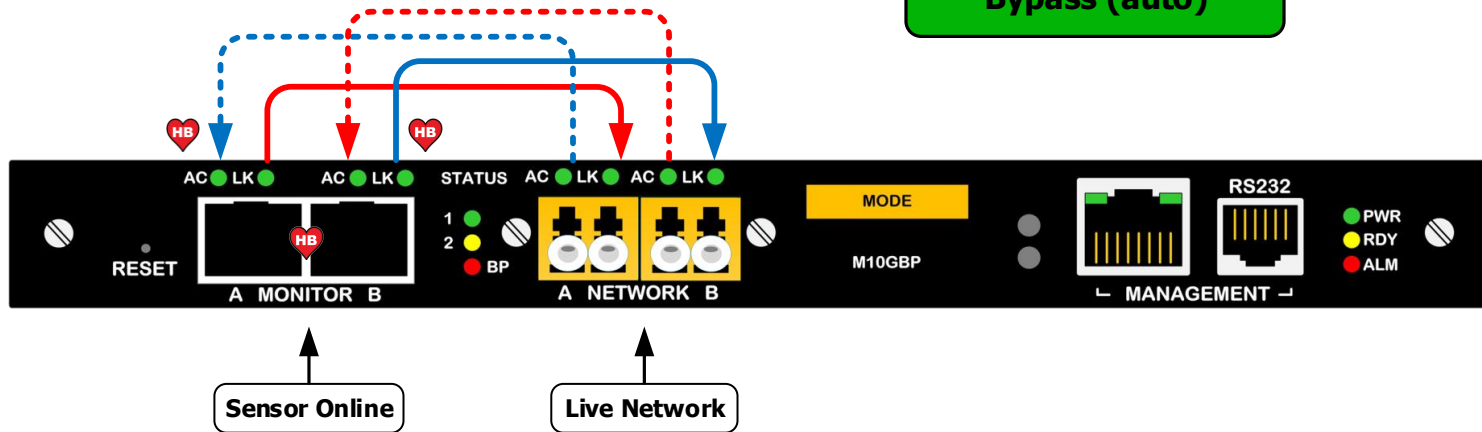 Bypass (auto)
HB
HB
AC LK
AC LK
STATUS
AC LK
AC LK
RS232
MODE
1
2
BP
HB
PWR
RDY
ALM
RESET
M10GBP
A MONITOR B
A NETWORK B
MANAGEMENT
Sensor Online
Live Network